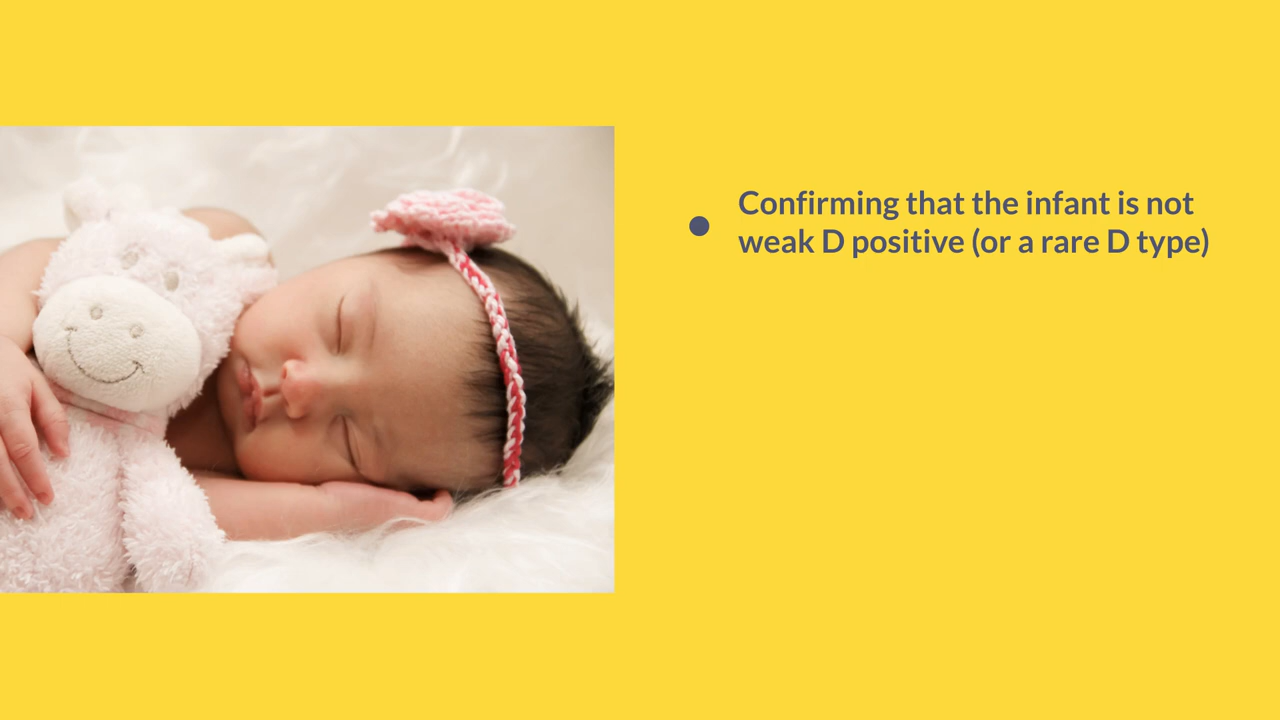 Confirming that the infant is not
weak D positive (or a rare D type)